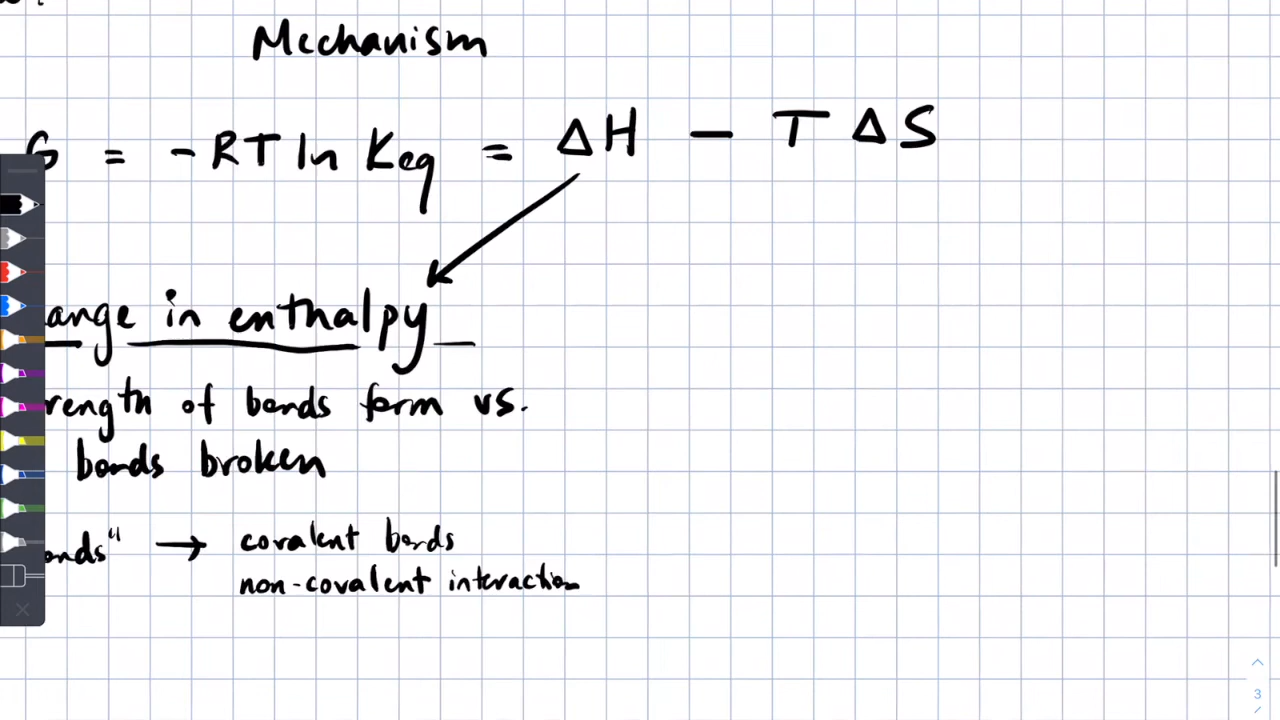 Mechanism
G = - RT ln Keq = ΔH - TΔS
ange in enthalpy
rength of bonds form vs.
bonds broken
onds" → covalent bonds
non-covalent interaction
3